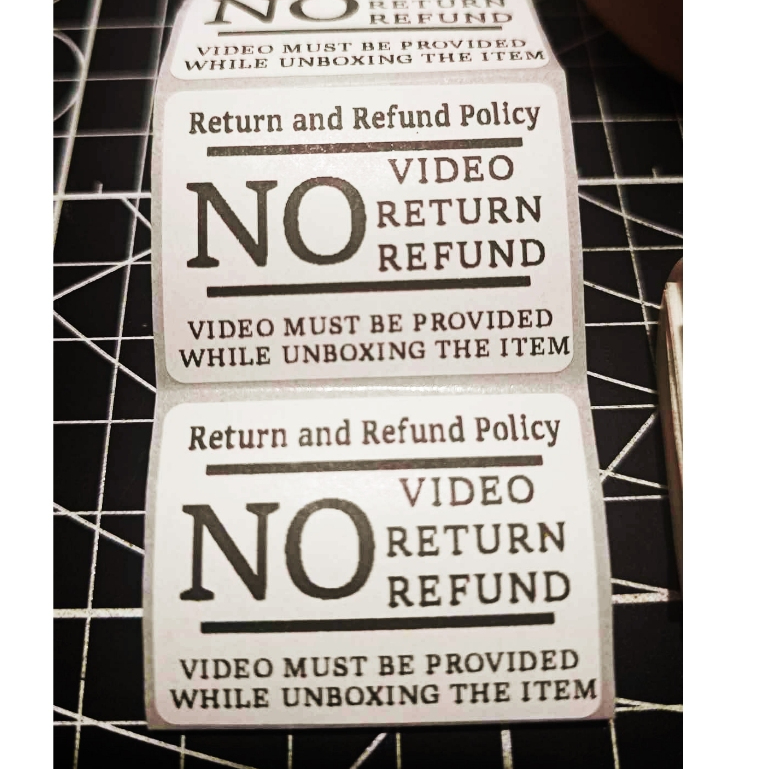 NO RETURN
REFUND
VIDEO MUST BE PROVIDED
WHILE UNBOXING THE ITEM
Return and Refund Policy
NO VIDEO
RETURN
REFUND
VIDEO MUST BE PROVIDED
WHILE UNBOXING THE ITEM
Return and Refund Policy
NO VIDEO
RETURN
REFUND
VIDEO MUST BE PROVIDED
WHILE UNBOXING THE ITEM